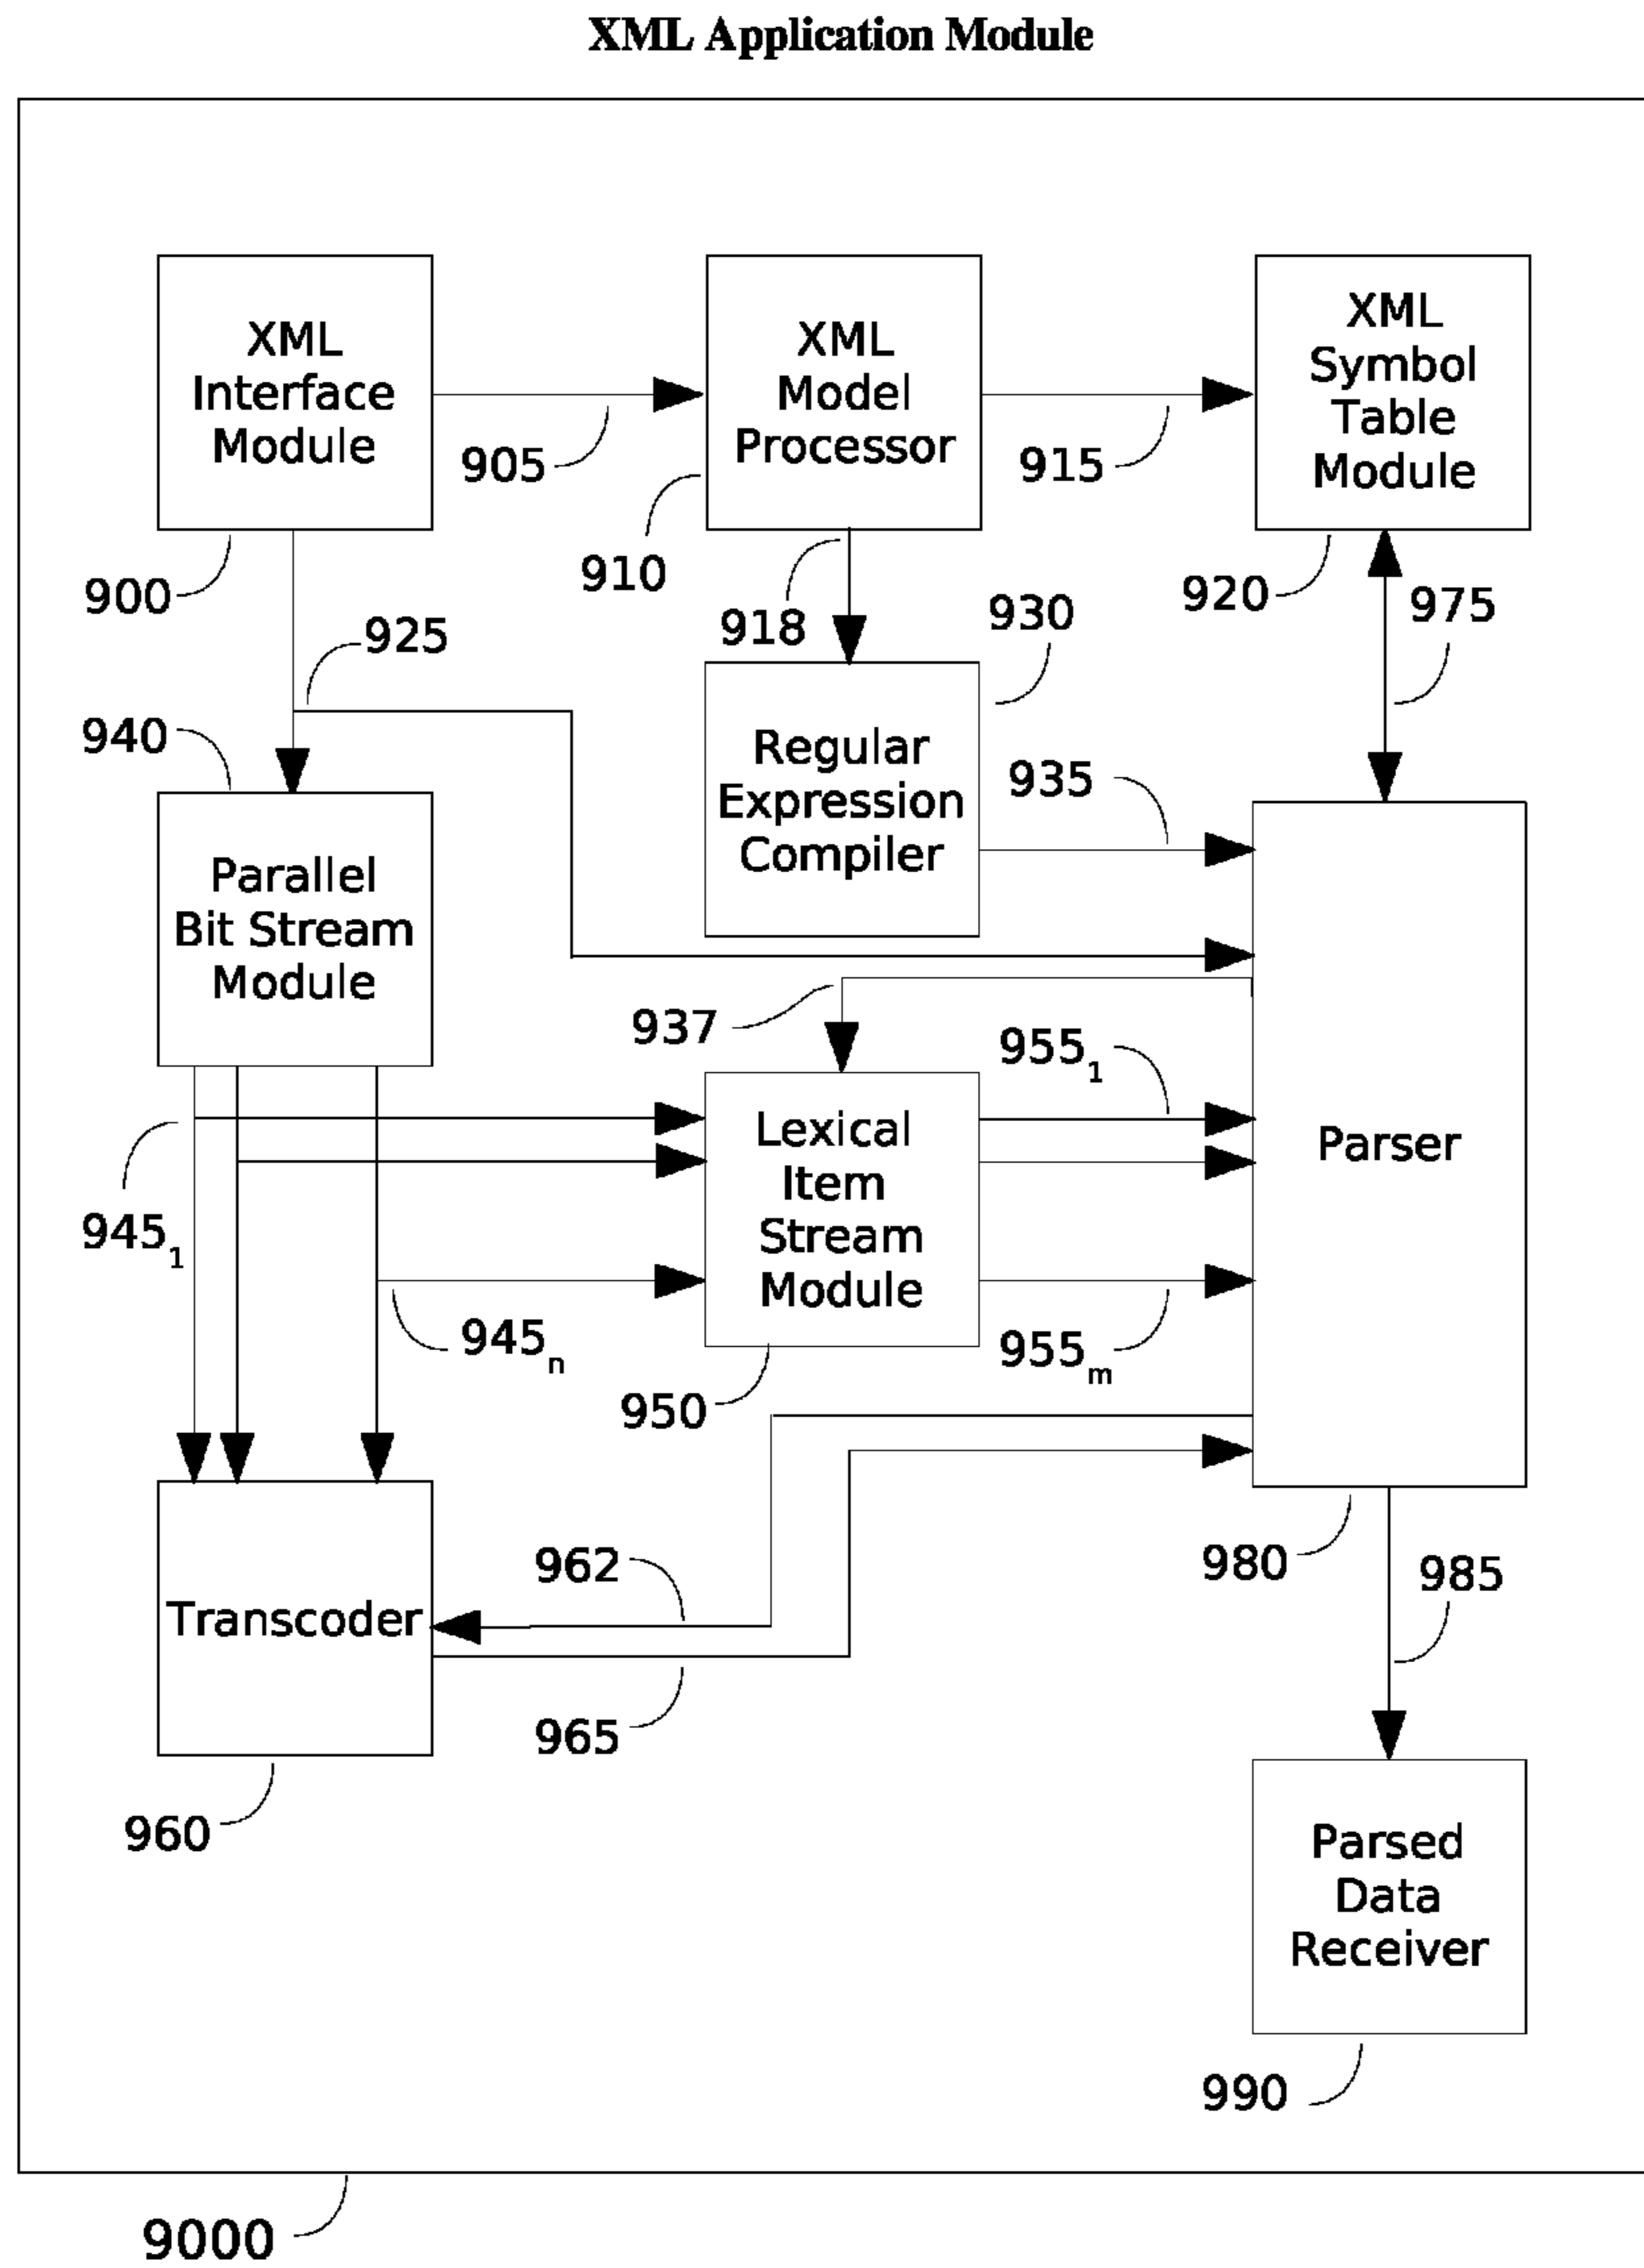 XML Application Module
XML
Interface
Module
XML
Model
Processor
XML
Symbol
Table
Module
905
915
910
900
918
920
930
975
925
940
Regular
Expression
Compiler
935
Parallel
Bit Stream
Module
937
955₁
Lexical
Item
Stream
Module
Parser
945₁
945ₙ
955ₘ
950
962
980
985
Transcoder
965
960
Parsed
Data
Receiver
990
9000